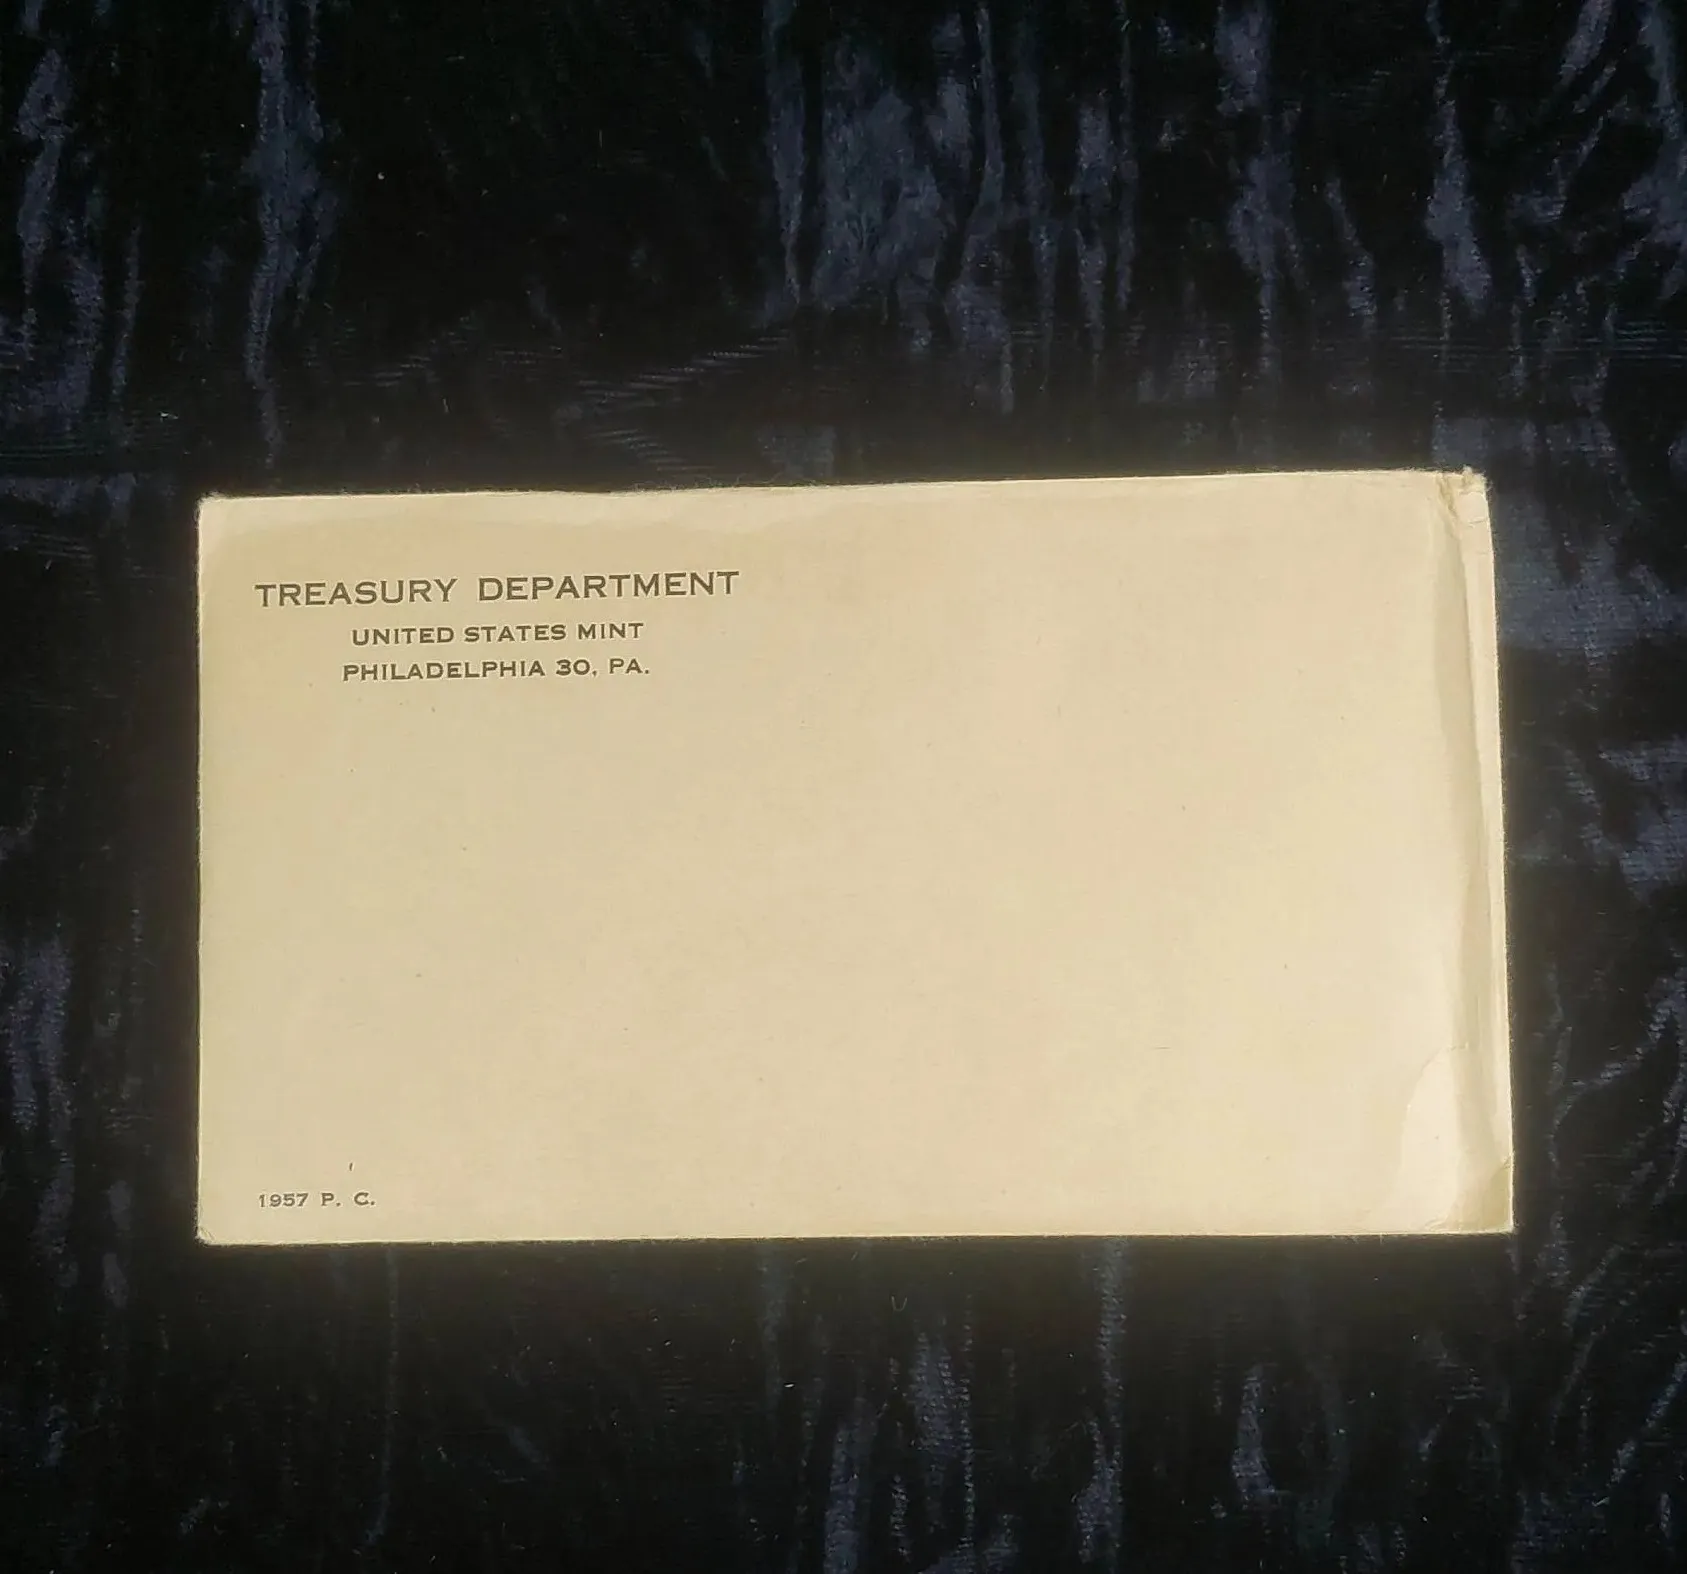 TREASURY DEPARTMENT
UNITED STATES MINT
PHILADELPHIA 30, PA.
1957 P. C.